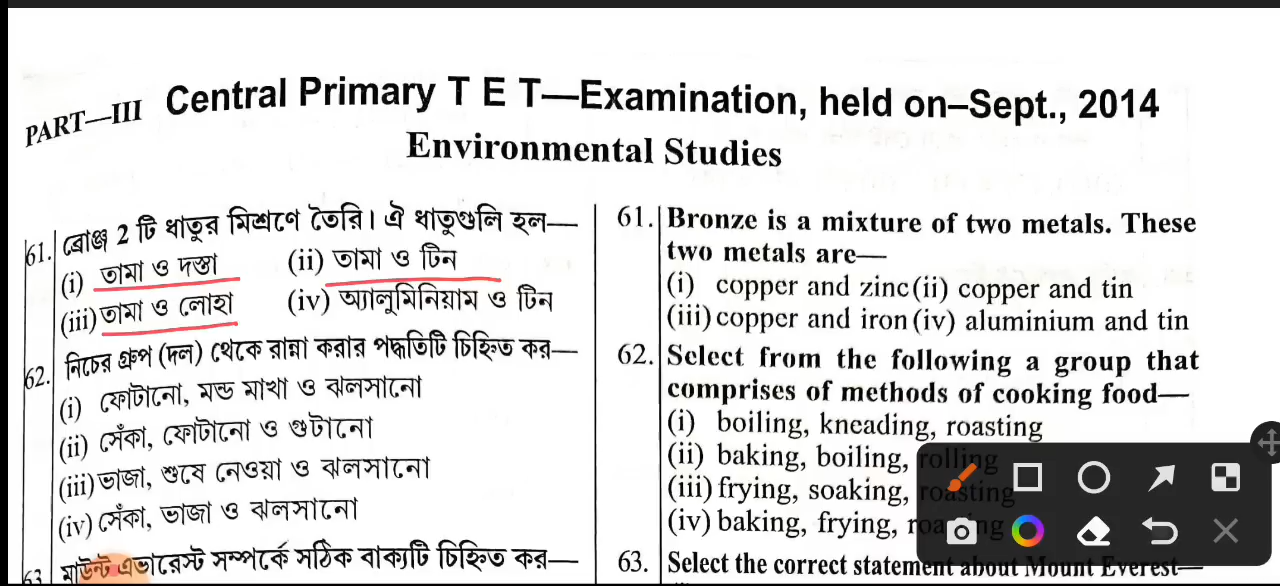 PART—III
Central Primary T E T—Examination, held on–Sept., 2014
Environmental Studies
61. ব্রোঞ্জ 2 টি ধাতুর মিশ্রণে তৈরি। ঐ ধাতুগুলি হল—
(i) তামা ও দস্তা (ii) তামা ও টিন
(iii) তামা ও লোহা (iv) অ্যালুমিনিয়াম ও টিন
62. নিচের গ্রুপ (দল) থেকে রান্না করার পদ্ধতিটি চিহ্নিত কর—
(i) ফোটানো, মন্ড মাখা ও ঝলসানো
(ii) সেঁকা, ফোটানো ও গুটানো
(iii) ভাজা, শুষে নেওয়া ও ঝলসানো
(iv) সেঁকা, ভাজা ও ঝলসানো
63 মাউন্ট এভারেস্ট সম্পর্কে সঠিক বাক্যটি চিহ্নিত কর—
61. Bronze is a mixture of two metals. These
two metals are—
(i) copper and zinc (ii) copper and tin
(iii) copper and iron (iv) aluminium and tin
62. Select from the following a group that
comprises of methods of cooking food—
(i) boiling, kneading, roasting
(ii) baking, boiling, rolling
(iii) frying, soaking, roasting
(iv) baking, frying, roasting
63. Select the correct statement about Mount Everest—